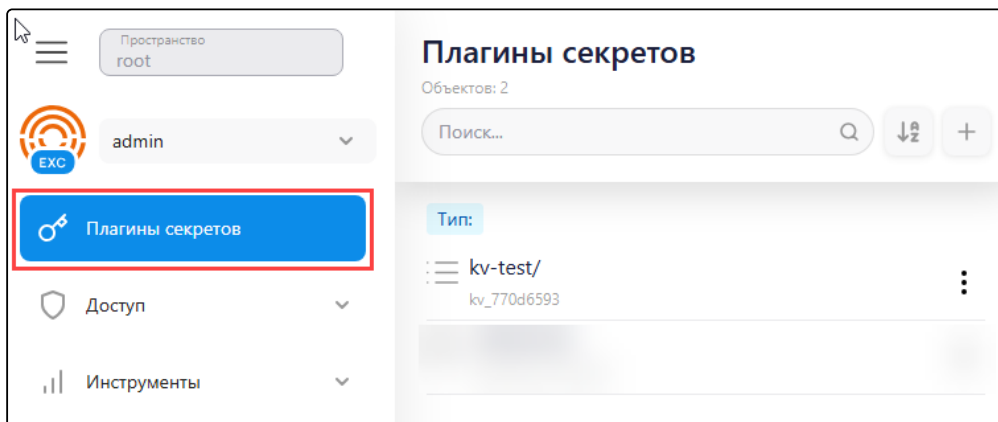 Пространство
root
admin
EXC
Плагины секретов
Доступ
Инструменты
Плагины секретов
Объектов: 2
Поиск...
Тип:
kv-test/
kv_770d6593